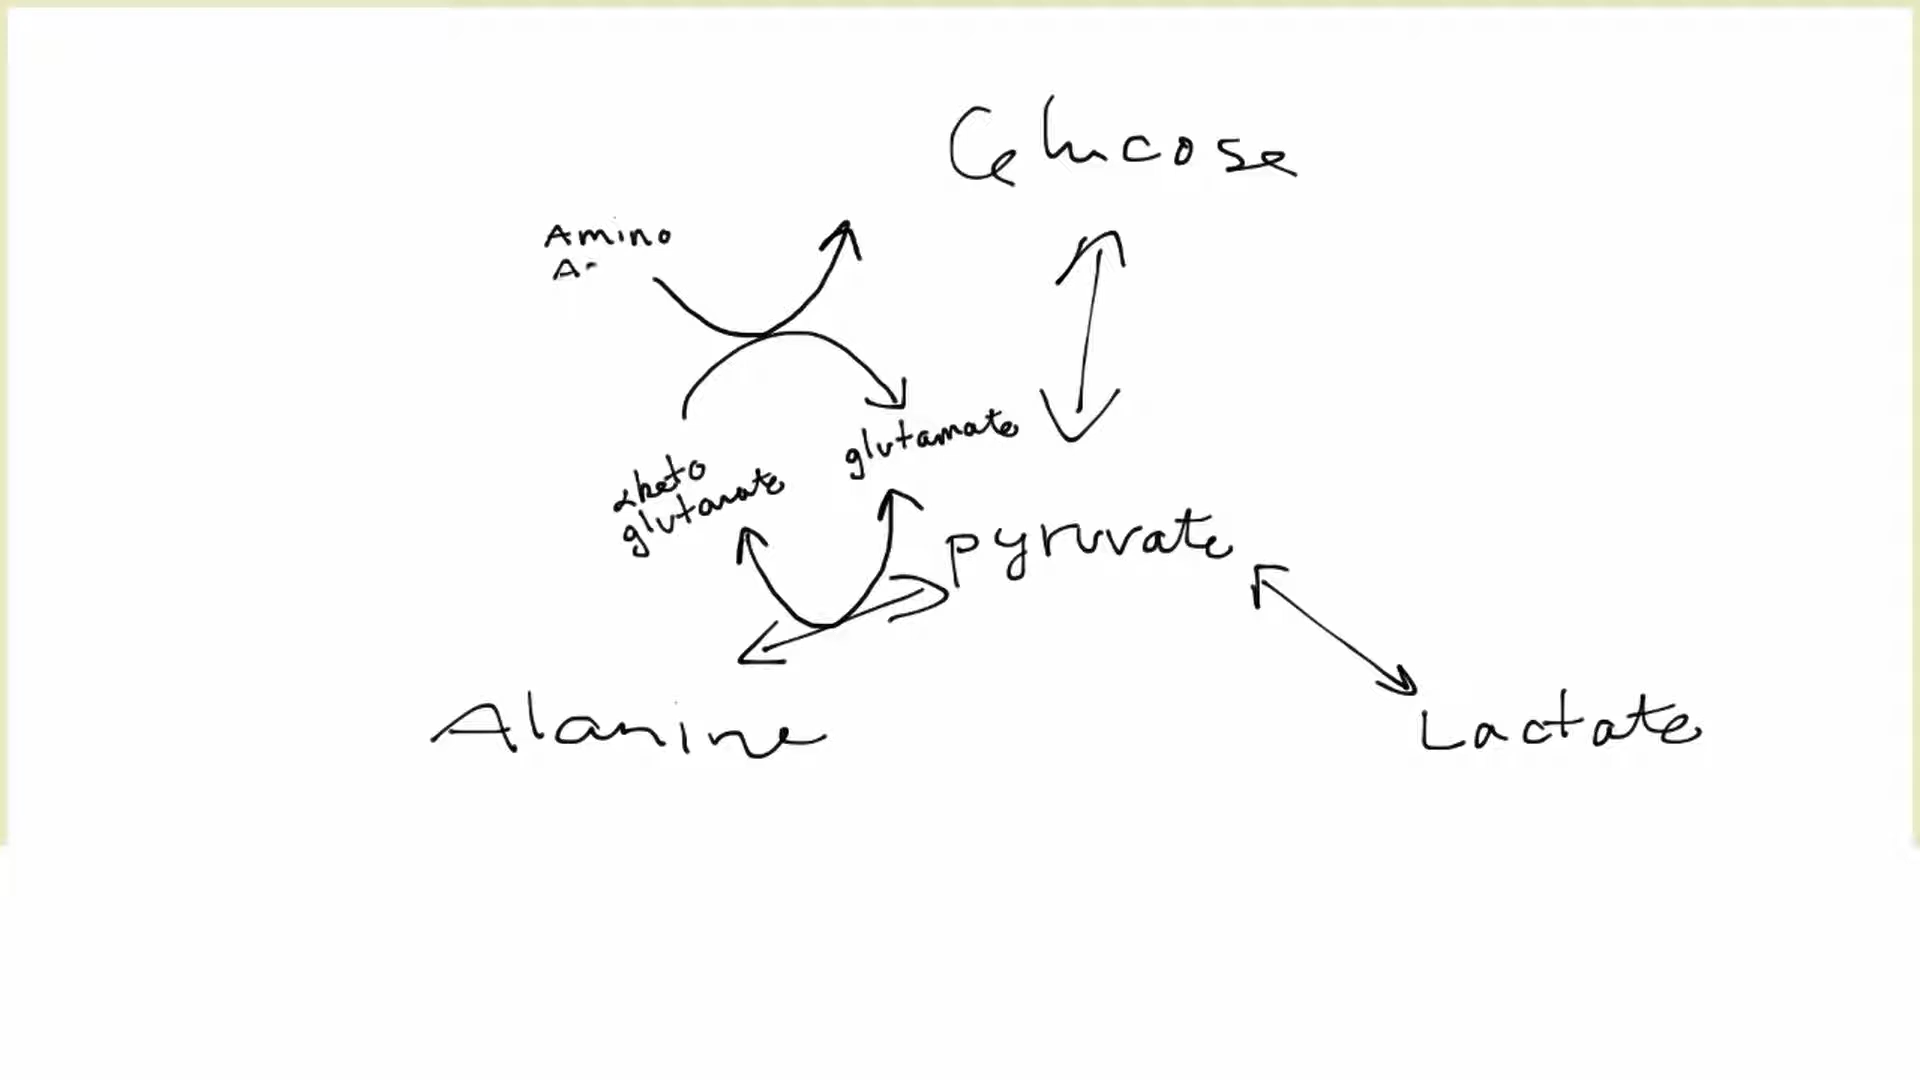 Glucose
Amino
A
glutamate
αketo
glutarate
pyruvate
Alanine
Lactate